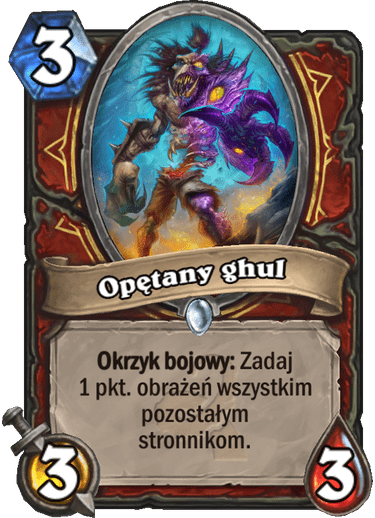 3
Opętany ghul
Okrzyk bojowy: Zadaj
1 pkt. obrażeń wszystkim
pozostałym
stronnikom.
3
3